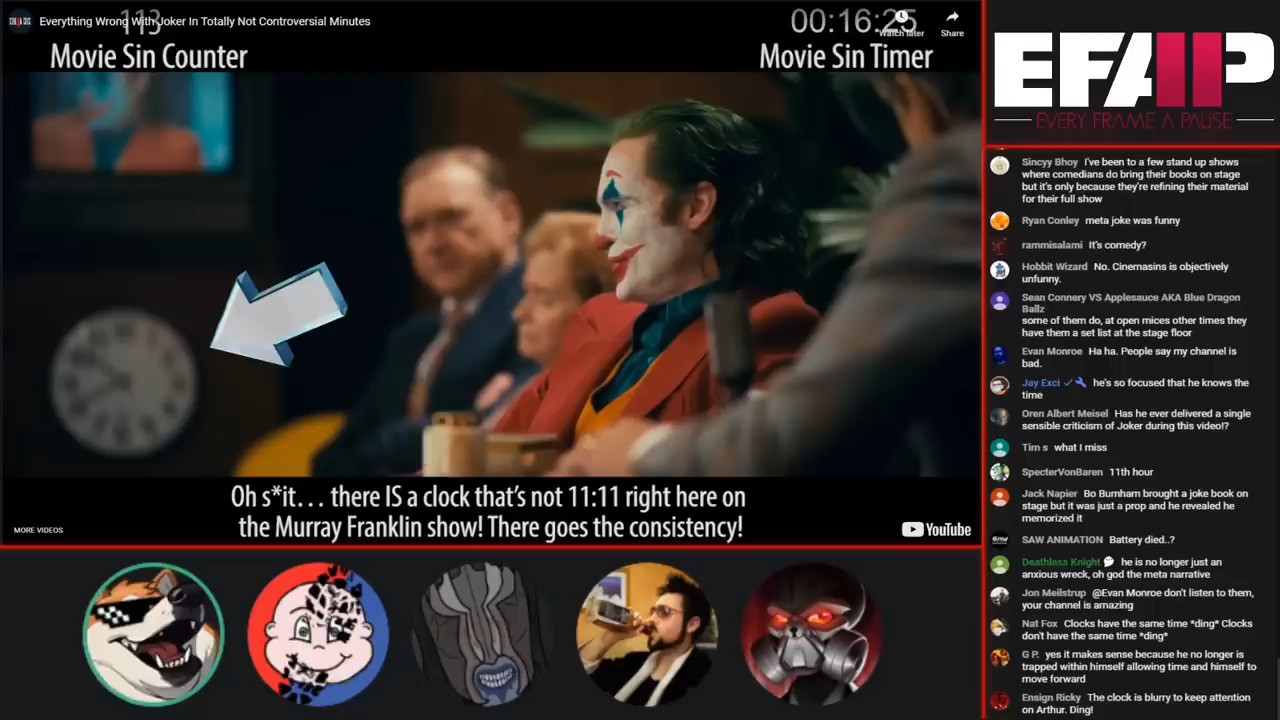 Everything Wrong With Joker In Totally Not Controversial Minutes
113
Movie Sin Counter
00:16:25
Watch later
Share
Movie Sin Timer
Oh s*it... there IS a clock that's not 11:11 right here on
the Murray Franklin show! There goes the consistency!
MORE VIDEOS
YouTube
EFAP
EVERY FRAME A PAUSE
Sincyy Bhoy I've been to a few stand up shows
where comedians do bring their books on stage
but it's only because they're refining their material
for their full show
Ryan Conley meta joke was funny
rammisalami It's comedy?
Hobbit Wizard No. Cinemasins is objectively
unfunny.
Sean Connery VS Applesauce AKA Blue Dragon
Ballz
some of them do, at open mices other times they
have them a set list at the stage floor
Evan Monroe Ha ha. People say my channel is
bad.
Jay Exci he's so focused that he knows the
time
Oren Albert Meisel Has he ever delivered a single
sensible criticism of Joker during this video!?
Tim s what I miss
SpecterVonBaren 11th hour
Jack Napier Bo Burnham brought a joke book on
stage but it was just a prop and he revealed he
memorized it
SAW ANIMATION Battery died..?
Deathless Knight he is no longer just an
anxious wreck, oh god the meta narrative
Jon Meilstrup @Evan Monroe don't listen to them,
your channel is amazing
Nat Fox Clocks have the same time *ding* Clocks
don't have the same time *ding*
G P. yes it makes sense because he no longer is
trapped within himself allowing time and himself to
move forward
Ensign Ricky The clock is blurry to keep attention
on Arthur. Ding!